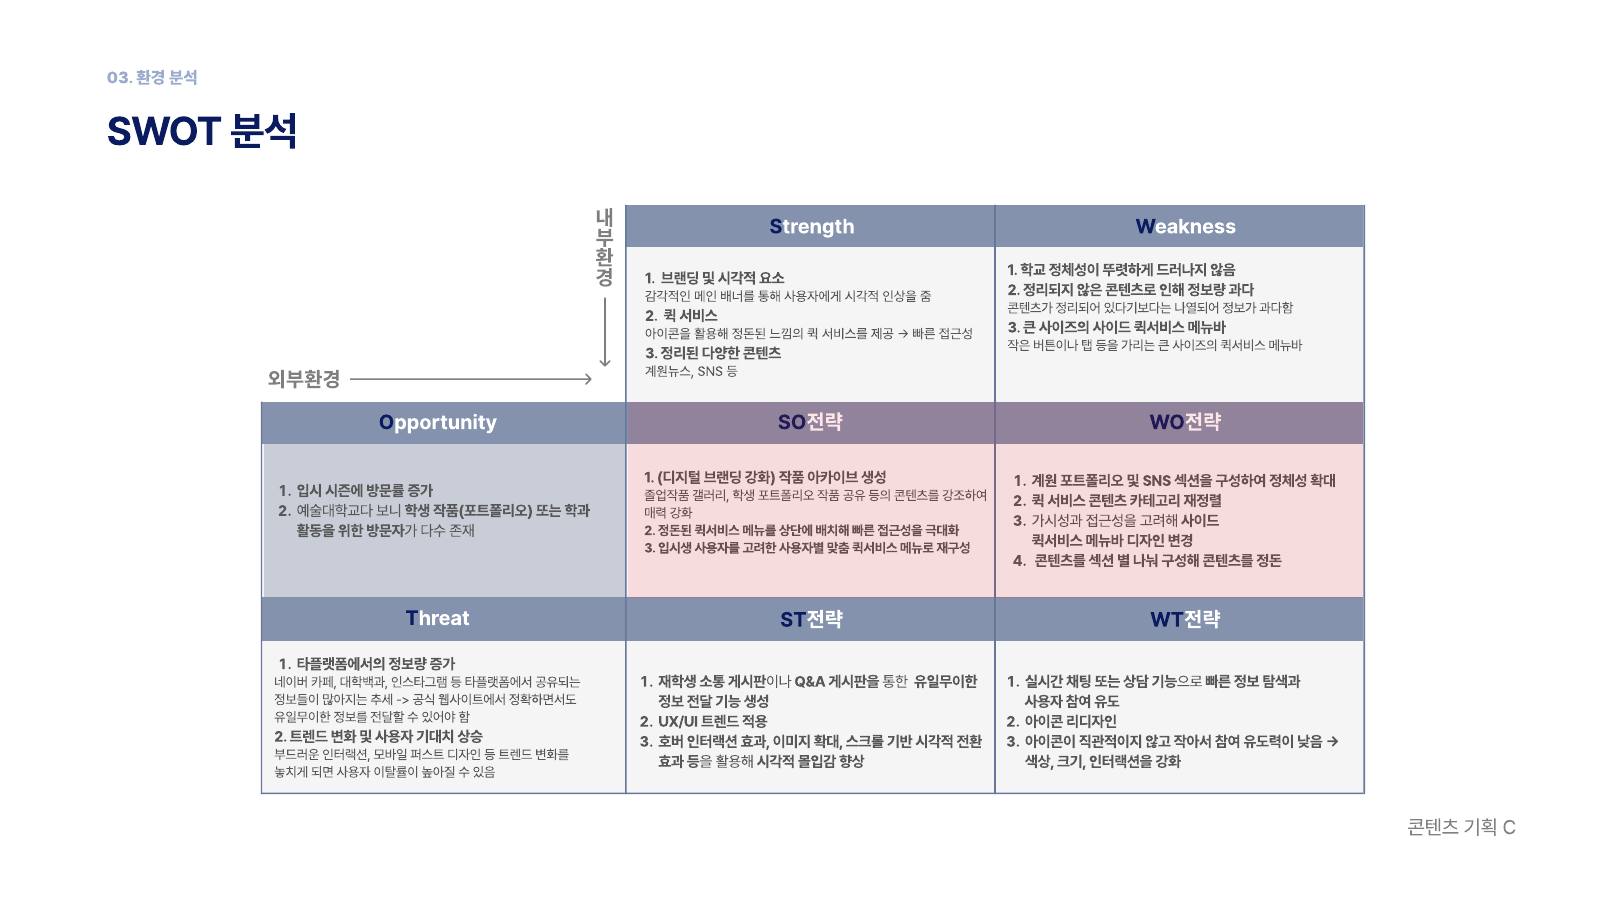 03. 환경 분석
SWOT 분석
내부환경
외부환경
Strength
1. 브랜딩 및 시각적 요소
감각적인 메인 배너를 통해 사용자에게 시각적 인상을 줌
2. 퀵 서비스
아이콘을 활용해 정돈된 느낌의 퀵 서비스를 제공 → 빠른 접근성
3. 정리된 다양한 콘텐츠
계원뉴스, SNS 등
Weakness
1. 학교 정체성이 뚜렷하게 드러나지 않음
2. 정리되지 않은 콘텐츠로 인해 정보량 과다
콘텐츠가 정리되어 있다기보다는 나열되어 정보가 과다함
3. 큰 사이즈의 사이드 퀵서비스 메뉴바
작은 버튼이나 탭 등을 가리는 큰 사이즈의 퀵서비스 메뉴바
Opportunity
1. 입시 시즌에 방문률 증가
2. 예술대학교다 보니 학생 작품(포트폴리오) 또는 학과
활동을 위한 방문자가 다수 존재
SO전략
1. (디지털 브랜딩 강화) 작품 아카이브 생성
졸업작품 갤러리, 학생 포트폴리오 작품 공유 등의 콘텐츠를 강조하여
매력 강화
2. 정돈된 퀵서비스 메뉴를 상단에 배치해 빠른 접근성을 극대화
3. 입시생 사용자를 고려한 사용자별 맞춤 퀵서비스 메뉴로 재구성
WO전략
1. 계원 포트폴리오 및 SNS 섹션을 구성하여 정체성 확대
2. 퀵 서비스 콘텐츠 카테고리 재정렬
3. 가시성과 접근성을 고려해 사이드
퀵서비스 메뉴바 디자인 변경
4. 콘텐츠를 섹션 별 나눠 구성해 콘텐츠를 정돈
Threat
1. 타플랫폼에서의 정보량 증가
네이버 카페, 대학백과, 인스타그램 등 타플랫폼에서 공유되는
정보들이 많아지는 추세 -> 공식 웹사이트에서 정확하면서도
유일무이한 정보를 전달할 수 있어야 함
2. 트렌드 변화 및 사용자 기대치 상승
부드러운 인터랙션, 모바일 퍼스트 디자인 등 트렌드 변화를
놓치게 되면 사용자 이탈률이 높아질 수 있음
ST전략
1. 재학생 소통 게시판이나 Q&A 게시판을 통한 유일무이한
정보 전달 기능 생성
2. UX/UI 트렌드 적용
3. 호버 인터랙션 효과, 이미지 확대, 스크롤 기반 시각적 전환
효과 등을 활용해 시각적 몰입감 향상
WT전략
1. 실시간 채팅 또는 상담 기능으로 빠른 정보 탐색과
사용자 참여 유도
2. 아이콘 리디자인
3. 아이콘이 직관적이지 않고 작아서 참여 유도력이 낮음 →
색상, 크기, 인터랙션을 강화
콘텐츠 기획 C